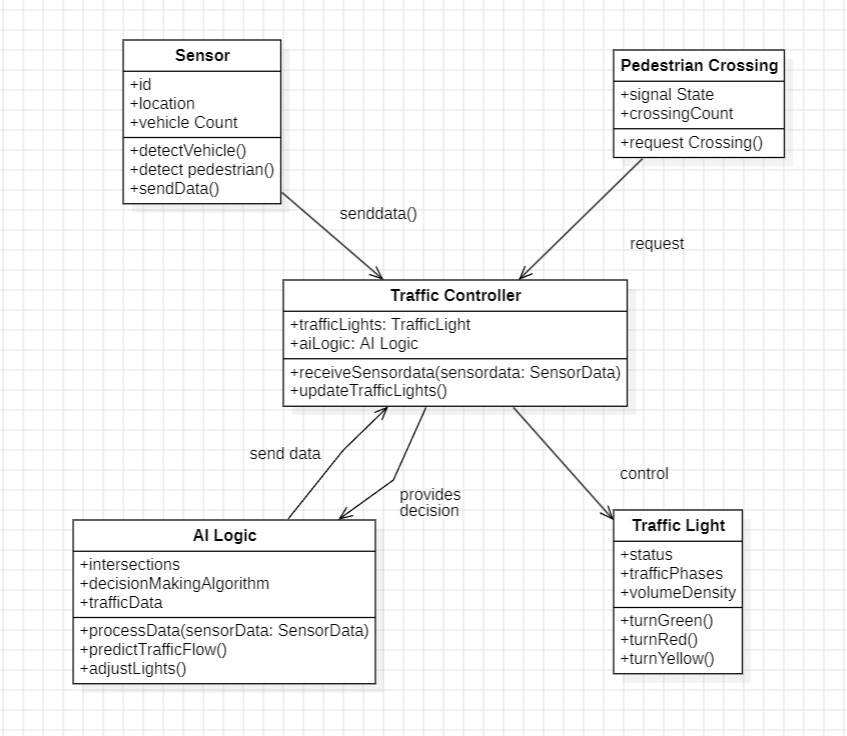 Sensor
+id
+location
+vehicle Count
+detectVehicle()
+detect pedestrian()
+sendData()
Pedestrian Crossing
+signal State
+crossingCount
+request Crossing()
senddata()
request
Traffic Controller
+trafficLights: TrafficLight
+aiLogic: AI Logic
+receiveSensordata(sensordata: SensorData)
+updateTrafficLights()
send data
provides
decision
control
AI Logic
+intersections
+decisionMakingAlgorithm
+trafficData
+processData(sensorData: SensorData)
+predictTrafficFlow()
+adjustLights()
Traffic Light
+status
+trafficPhases
+volumeDensity
+turnGreen()
+turnRed()
+turnYellow()